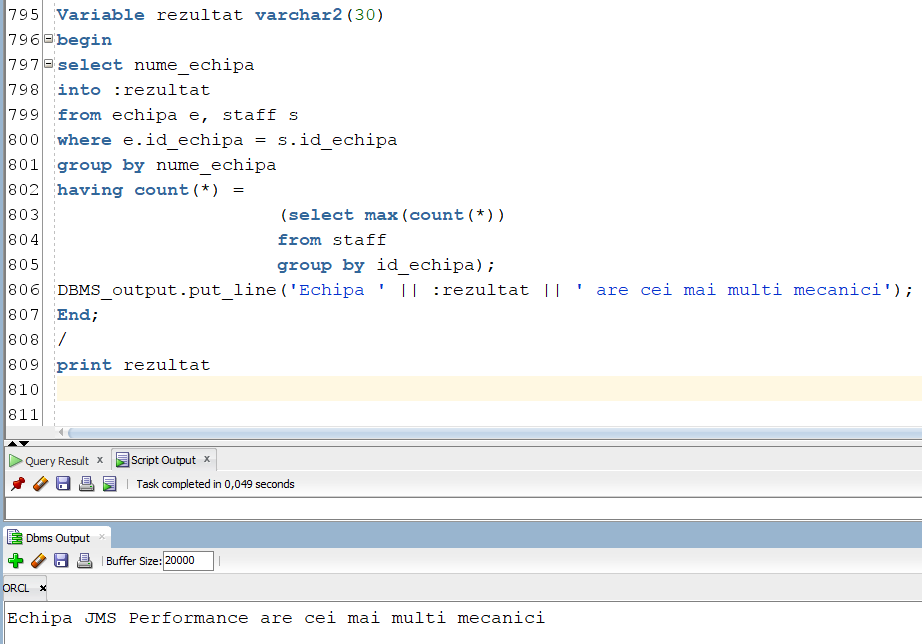 795 Variable rezultat varchar2(30)
796 begin
797 select nume_echipa
798 into :rezultat
799 from echipa e, staff s
800 where e.id_echipa = s.id_echipa
801 group by nume_echipa
802 having count(*) =
803 (select max(count(*))
804 from staff
805 group by id_echipa);
806 DBMS_output.put_line('Echipa ' || :rezultat || ' are cei mai multi mecanici');
807 End;
808 /
809 print rezultat
810
811
Query Result x Script Output x
Task completed in 0,049 seconds
Dbms Output x
Buffer Size: 20000
ORCL x
Echipa JMS Performance are cei mai multi mecanici